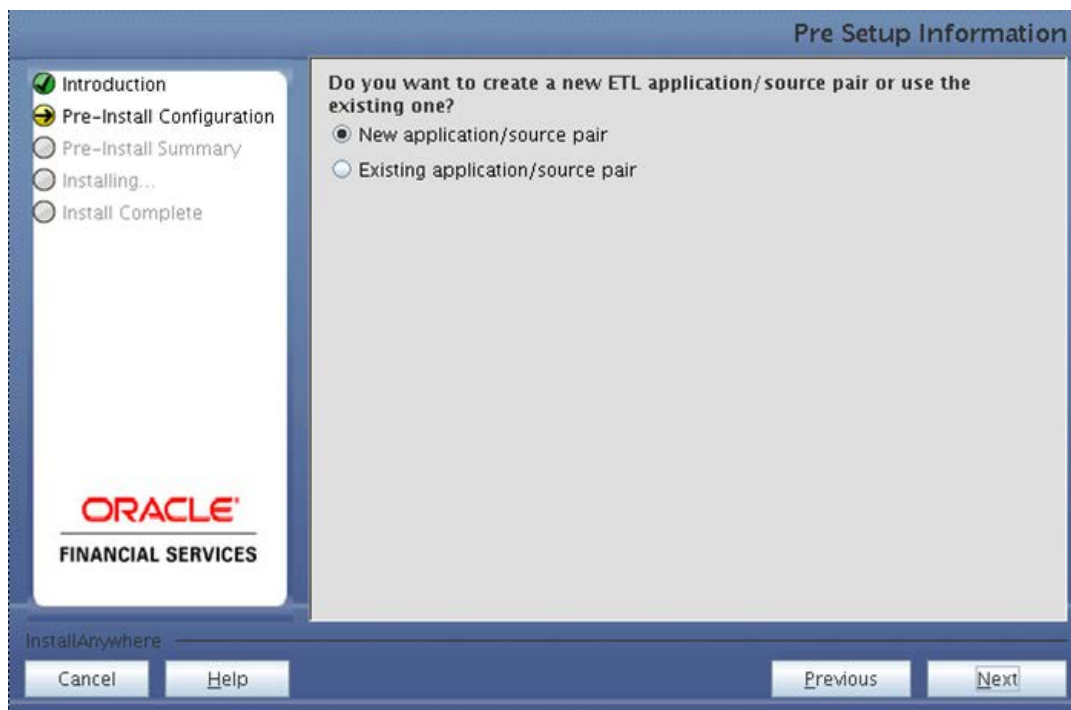 Pre Setup Information
Introduction
Pre-Install Configuration
Pre-Install Summary
Installing...
Install Complete
Do you want to create a new ETL application/source pair or use the
existing one?
New application/source pair
Existing application/source pair
ORACLE
FINANCIAL SERVICES
InstallAnywhere
Cancel
Help
Previous
Next